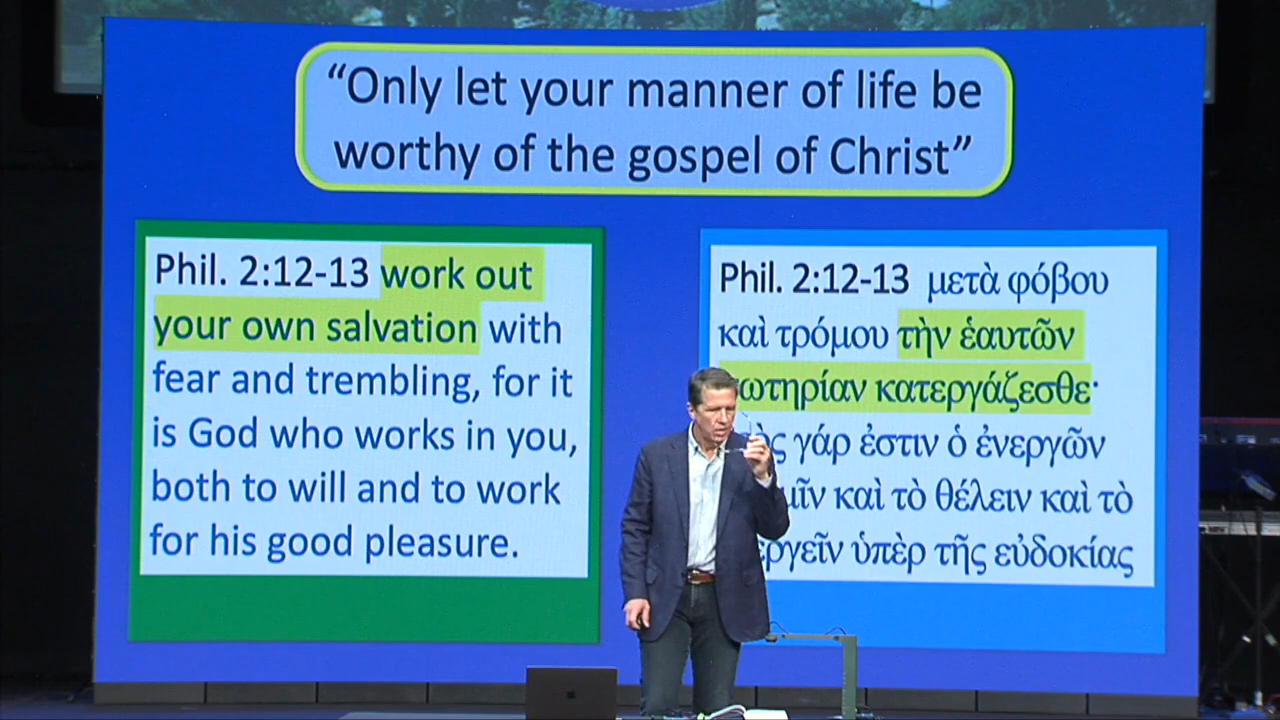 “Only let your manner of life be
worthy of the gospel of Christ”
Phil. 2:12-13 work out
your own salvation with
fear and trembling, for it
is God who works in you,
both to will and to work
for his good pleasure.
Phil. 2:12-13 μετὰ φόβου
καὶ τρόμου τὴν ἑαυτῶν
κατεργάζεσθε·
γάρ ἐστιν ὁ ἐνεργῶν
καὶ τὸ θέλειν καὶ τὸ
ὑπὲρ τῆς εὐδοκίας